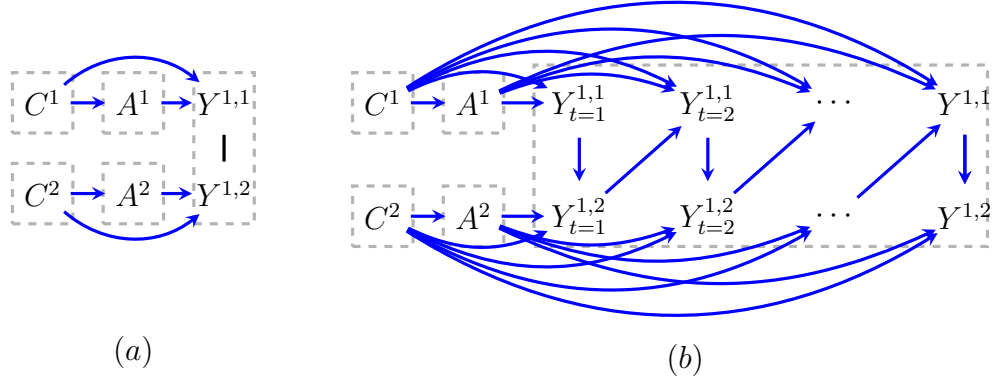 C^1 A^1 Y^{1,1}
C^2 A^2 Y^{1,2}
(a)
C^1 A^1 Y^{1,1}_{t=1} Y^{1,1}_{t=2} ⋯ Y^{1,1}
C^2 A^2 Y^{1,2}_{t=1} Y^{1,2}_{t=2} ⋯ Y^{1,2}
(b)